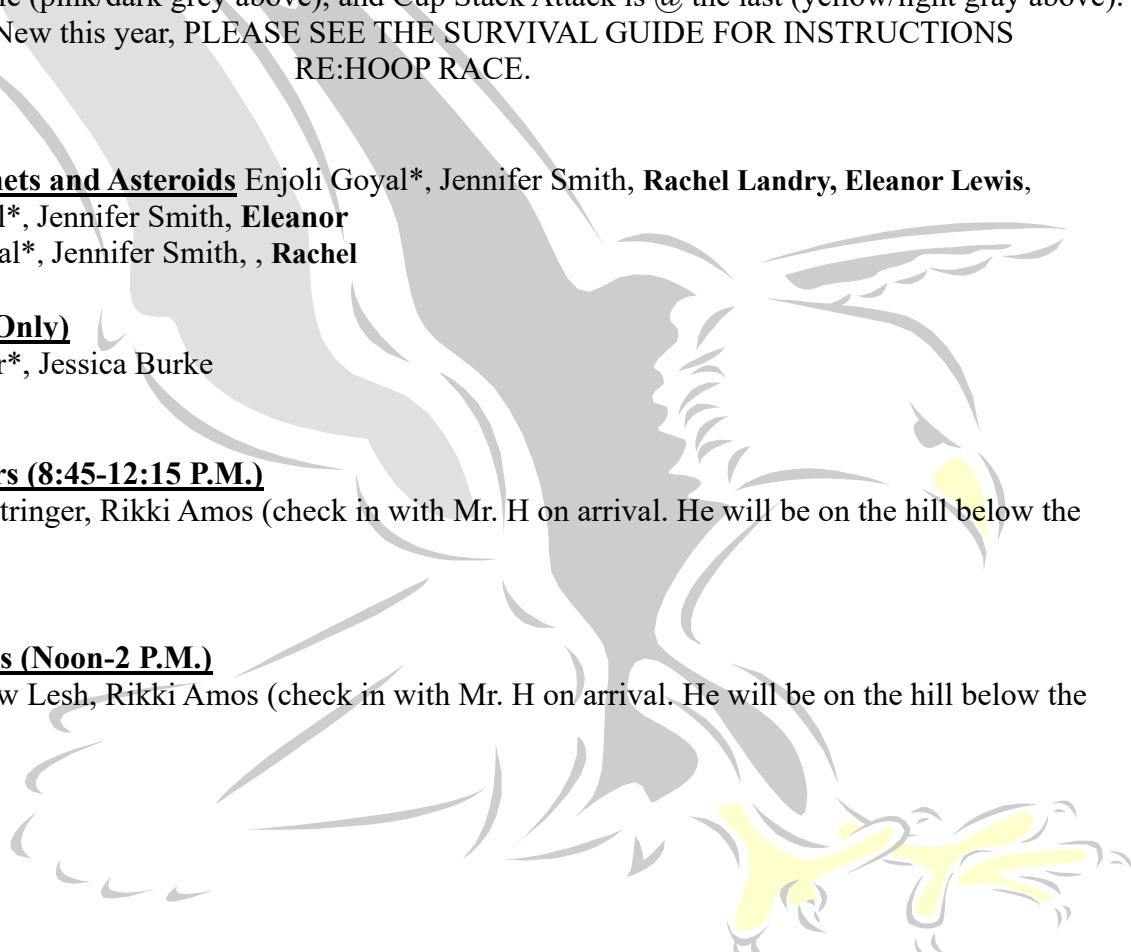 (pink/dark grey above), and Cup Stack Attack is @ the last (yellow/light gray above).
New this year, PLEASE SEE THE SURVIVAL GUIDE FOR INSTRUCTIONS
RE:HOOP RACE.
nets and Asteroids Enjoli Goyal*, Jennifer Smith, Rachel Landry, Eleanor Lewis,
l*, Jennifer Smith, Eleanor
al*, Jennifer Smith, , Rachel
Only)
r*, Jessica Burke
rs (8:45-12:15 P.M.)
tringer, Rikki Amos (check in with Mr. H on arrival. He will be on the hill below the
s (Noon-2 P.M.)
w Lesh, Rikki Amos (check in with Mr. H on arrival. He will be on the hill below the